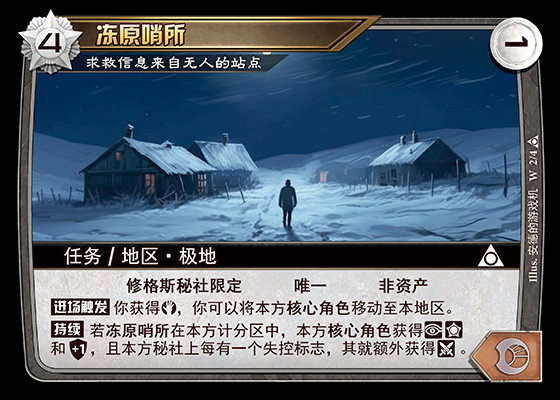 1
Illus. 安德的游戏机 W 2/4
冻原哨所
求救信息来自无人的站点
4
任务 / 地区 · 极地
修格斯秘社限定 唯一 非资产
进场触发 你获得，你可以将本方核心角色移动至本地区。
持续 若冻原哨所在本方计分区中，本方核心角色获得
和+1，且本方秘社上每有一个失控标志，其就额外获得。